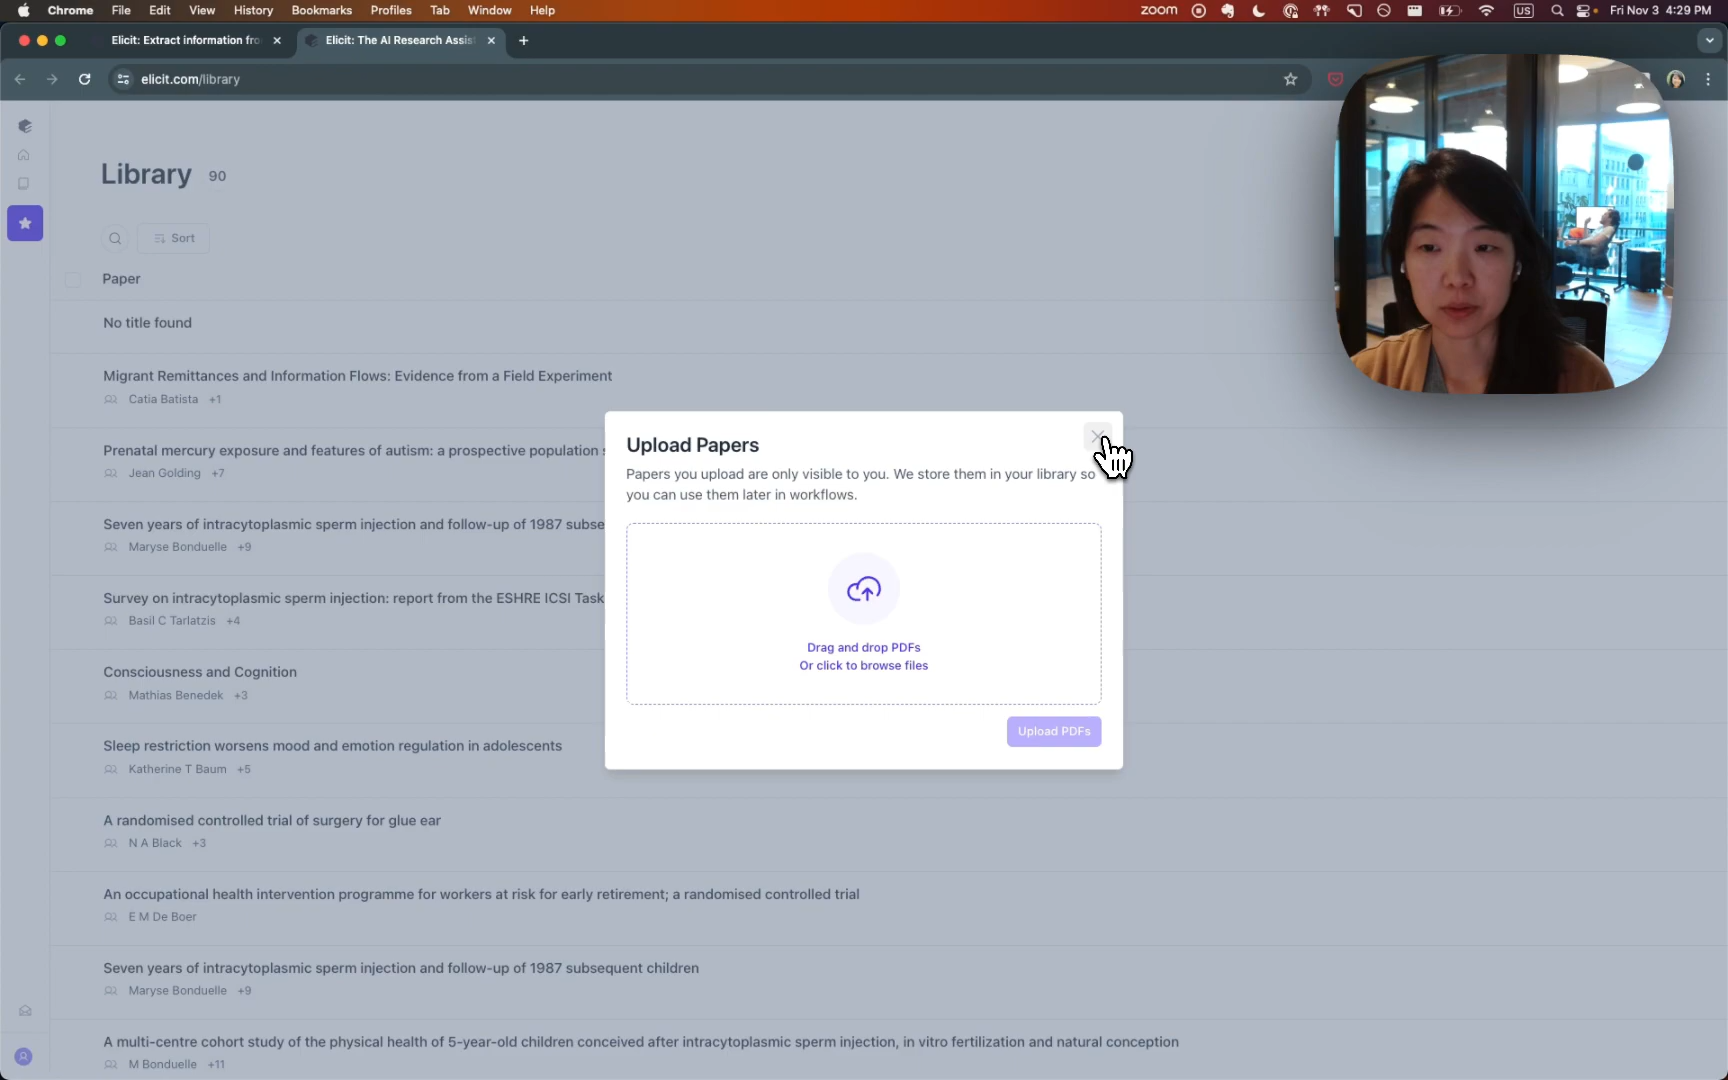 Chrome File Edit View History Bookmarks Profiles Tab Window Help
zoom US Fri Nov 3 4:29 PM
Elicit: Extract information fro
Elicit: The AI Research Assis
elicit.com/library
Library 90
Sort
Paper
No title found
Migrant Remittances and Information Flows: Evidence from a Field Experiment
Catia Batista +1
Prenatal mercury exposure and features of autism: a prospective population s
Jean Golding +7
Seven years of intracytoplasmic sperm injection and follow-up of 1987 subse
Maryse Bonduelle +9
Survey on intracytoplasmic sperm injection: report from the ESHRE ICSI Task
Basil C Tarlatzis +4
Consciousness and Cognition
Mathias Benedek +3
Sleep restriction worsens mood and emotion regulation in adolescents
Katherine T Baum +5
A randomised controlled trial of surgery for glue ear
N A Black +3
An occupational health intervention programme for workers at risk for early retirement; a randomised controlled trial
E M De Boer
Seven years of intracytoplasmic sperm injection and follow-up of 1987 subsequent children
Maryse Bonduelle +9
A multi-centre cohort study of the physical health of 5-year-old children conceived after intracytoplasmic sperm injection, in vitro fertilization and natural conception
M Bonduelle +11
Upload Papers
Papers you upload are only visible to you. We store them in your library so
you can use them later in workflows.
Drag and drop PDFs
Or click to browse files
Upload PDFs